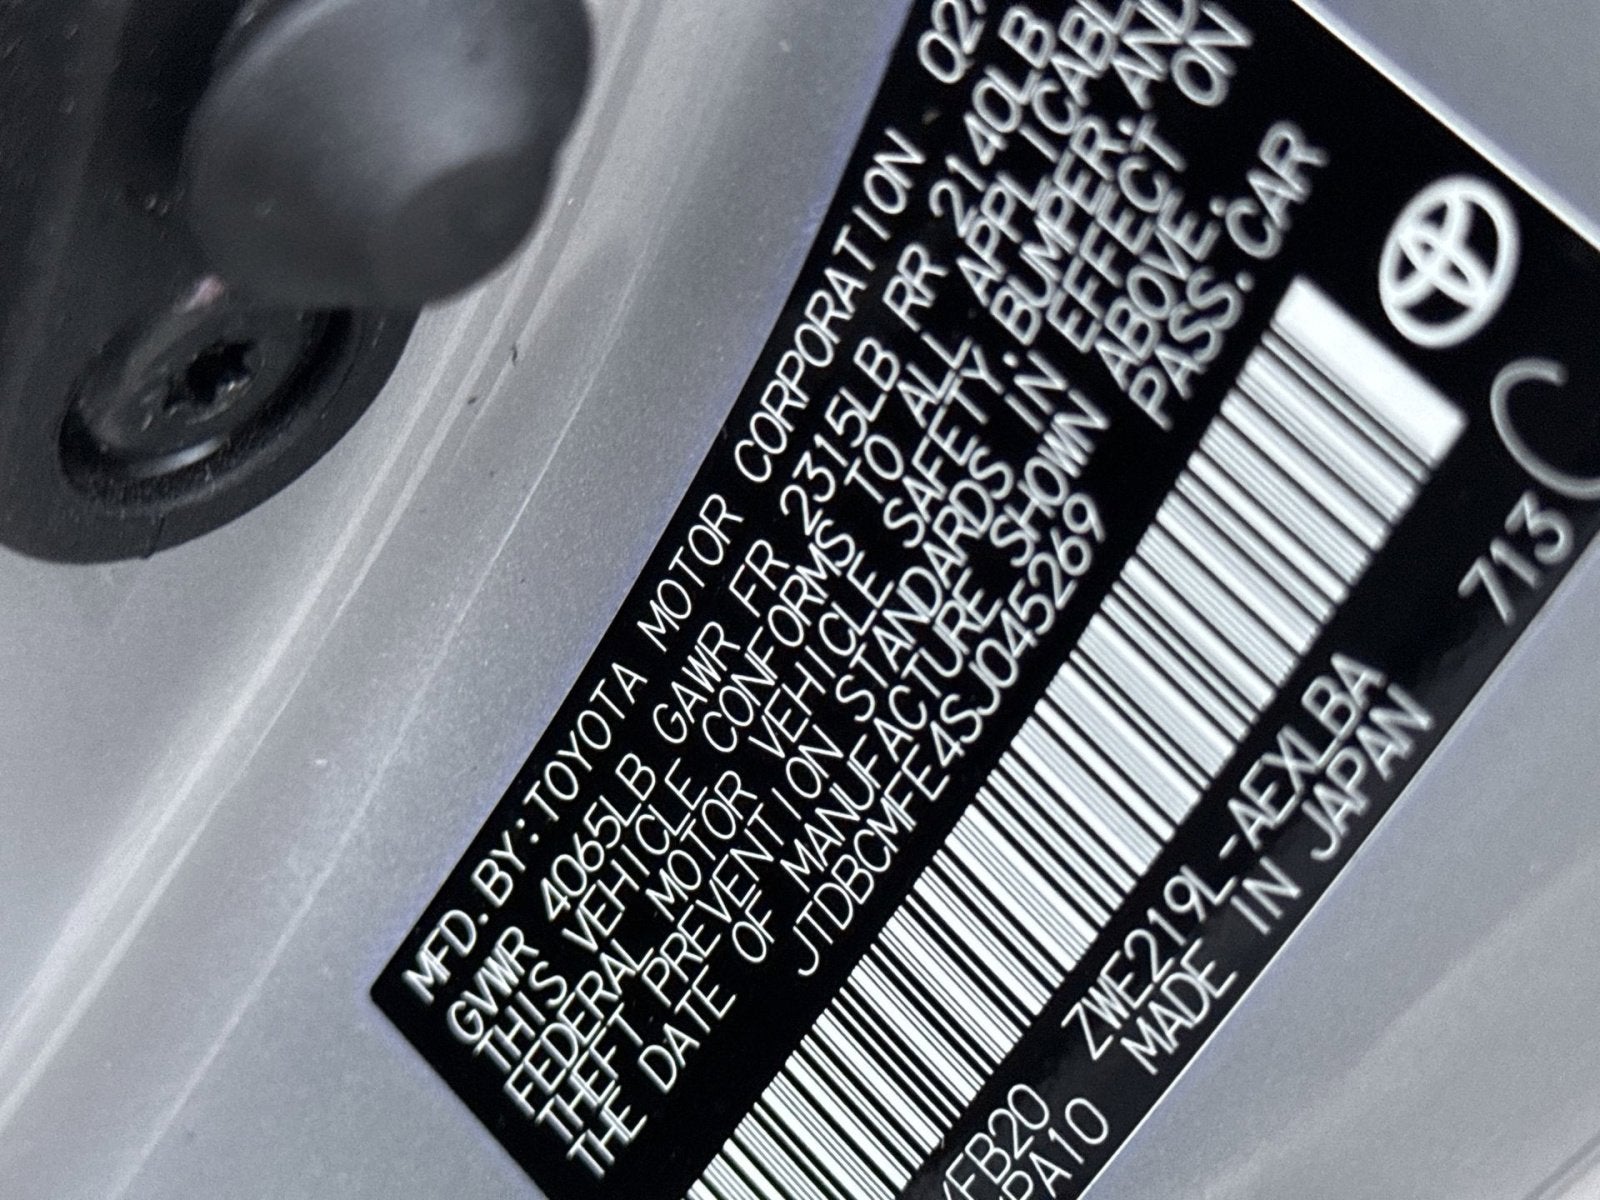 MFD.BY:TOYOTA MOTOR CORPORATION
GVWR 4065LB GAWR FR 2315LB RR 2140LB
THIS VEHICLE CONFORMS TO ALL
FEDERAL MOTOR VEHICLE SAFETY,BUMPER,AND
THEFT PREVENTION STANDARDS IN EFFECT ON
THE DATE OF MANUFACTURE SHOWN ABOVE.
JTDBCMFE4SJ045269 PASS.CAR
C
713
ZWE219L-AEXLBA
MADE IN JAPAN